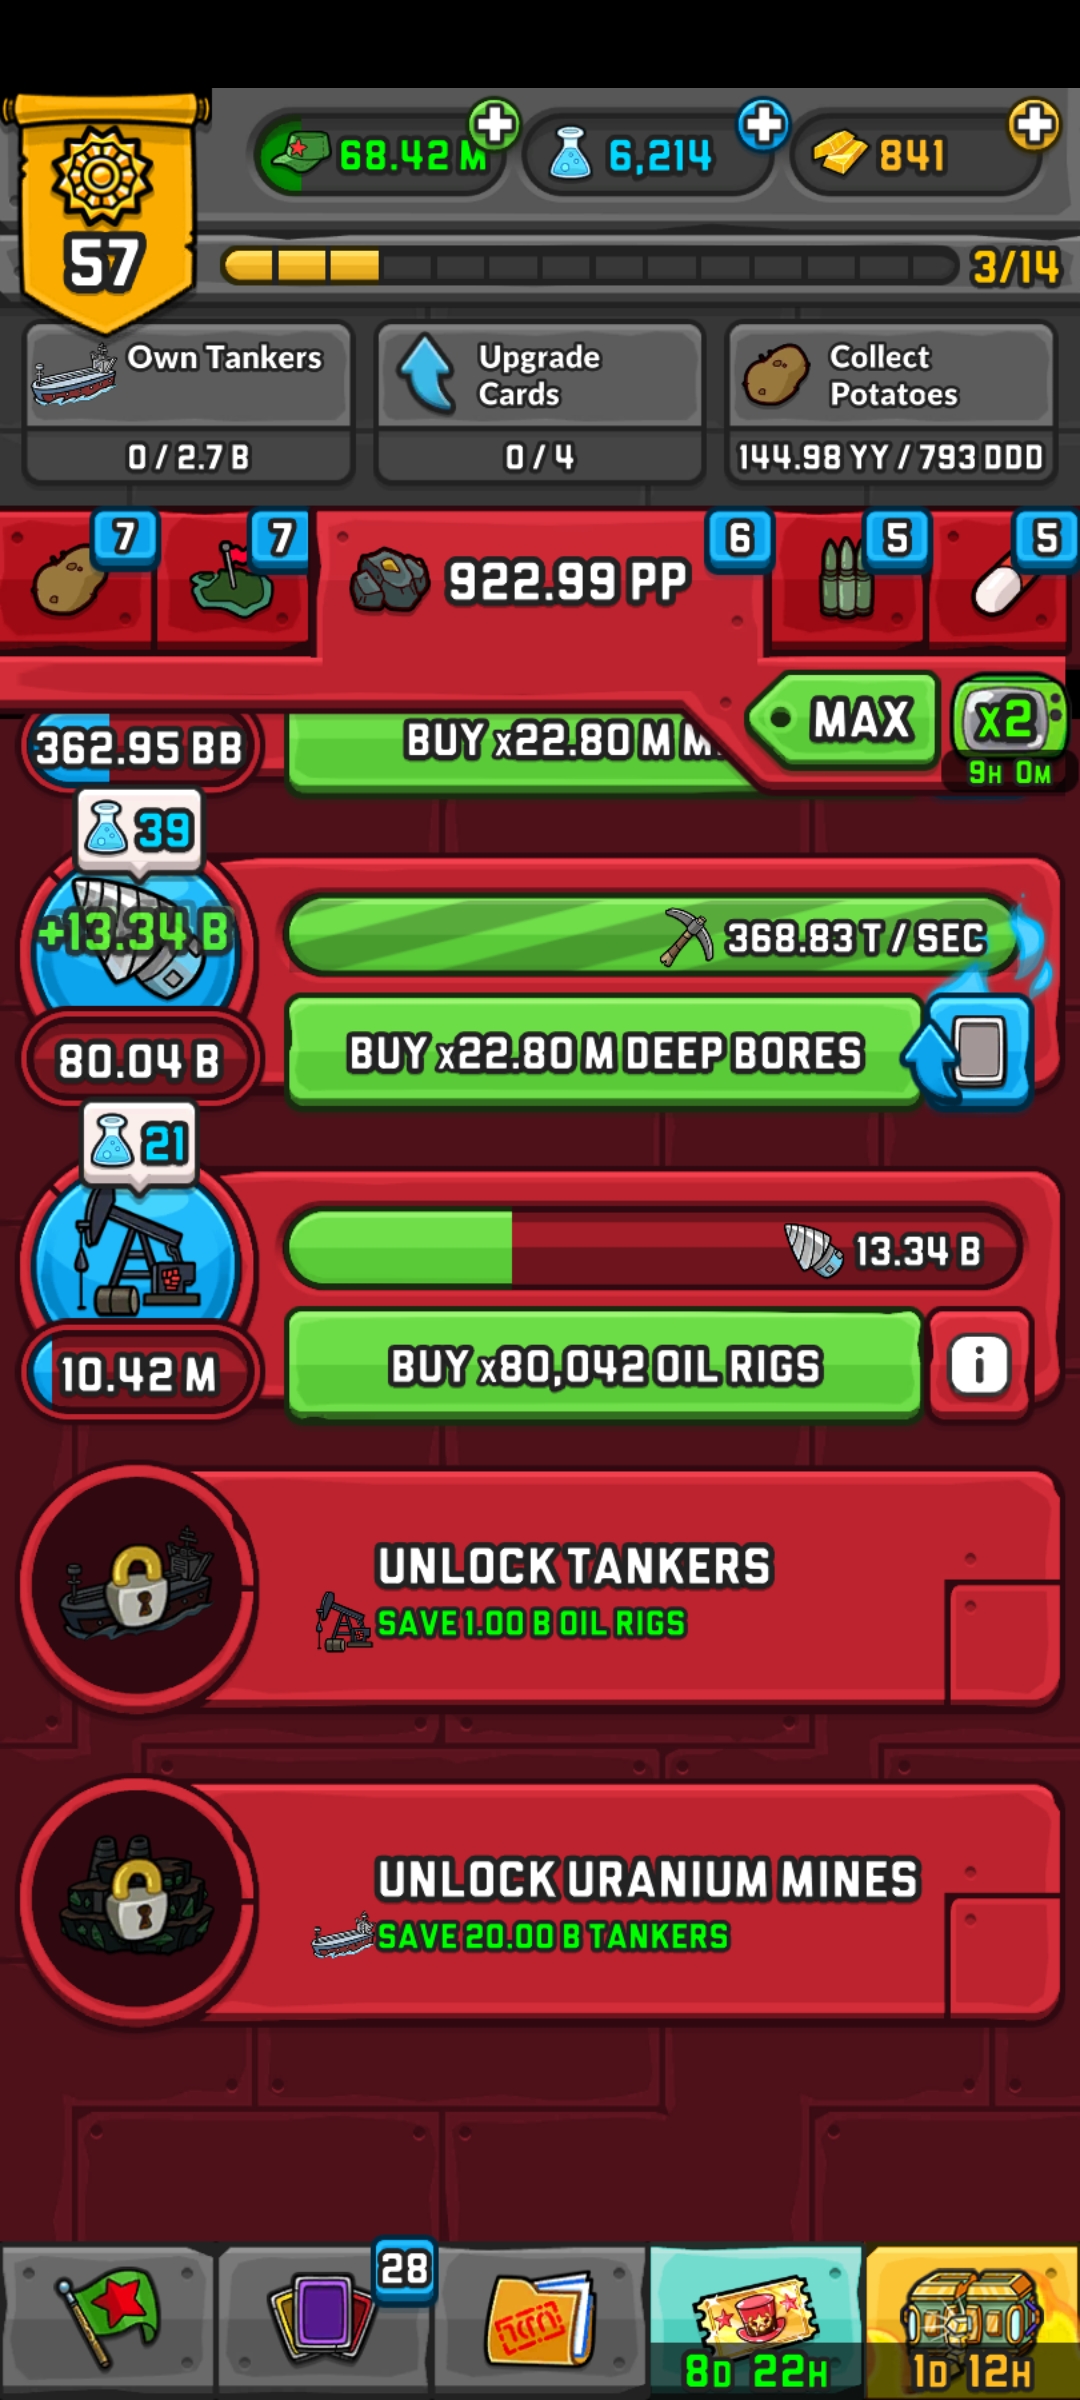 68.42 M
6,214
841
57
3/14
Own Tankers
0 / 2.7 B
Upgrade
Cards
0 / 4
Collect
Potatoes
144.98 YY / 793 DDD
7
7
922.99 PP
6
5
5
MAX
x2
9H 0M
362.95 BB
BUY x22.80 M M...
39
+13.34 B
368.83 T / SEC
80.04 B
BUY x22.80 M DEEP BORES
21
13.34 B
10.42 M
BUY x80,042 OIL RIGS
i
UNLOCK TANKERS
SAVE 1.00 B OIL RIGS
UNLOCK URANIUM MINES
SAVE 20.00 B TANKERS
28
8D 22H
1D 12H